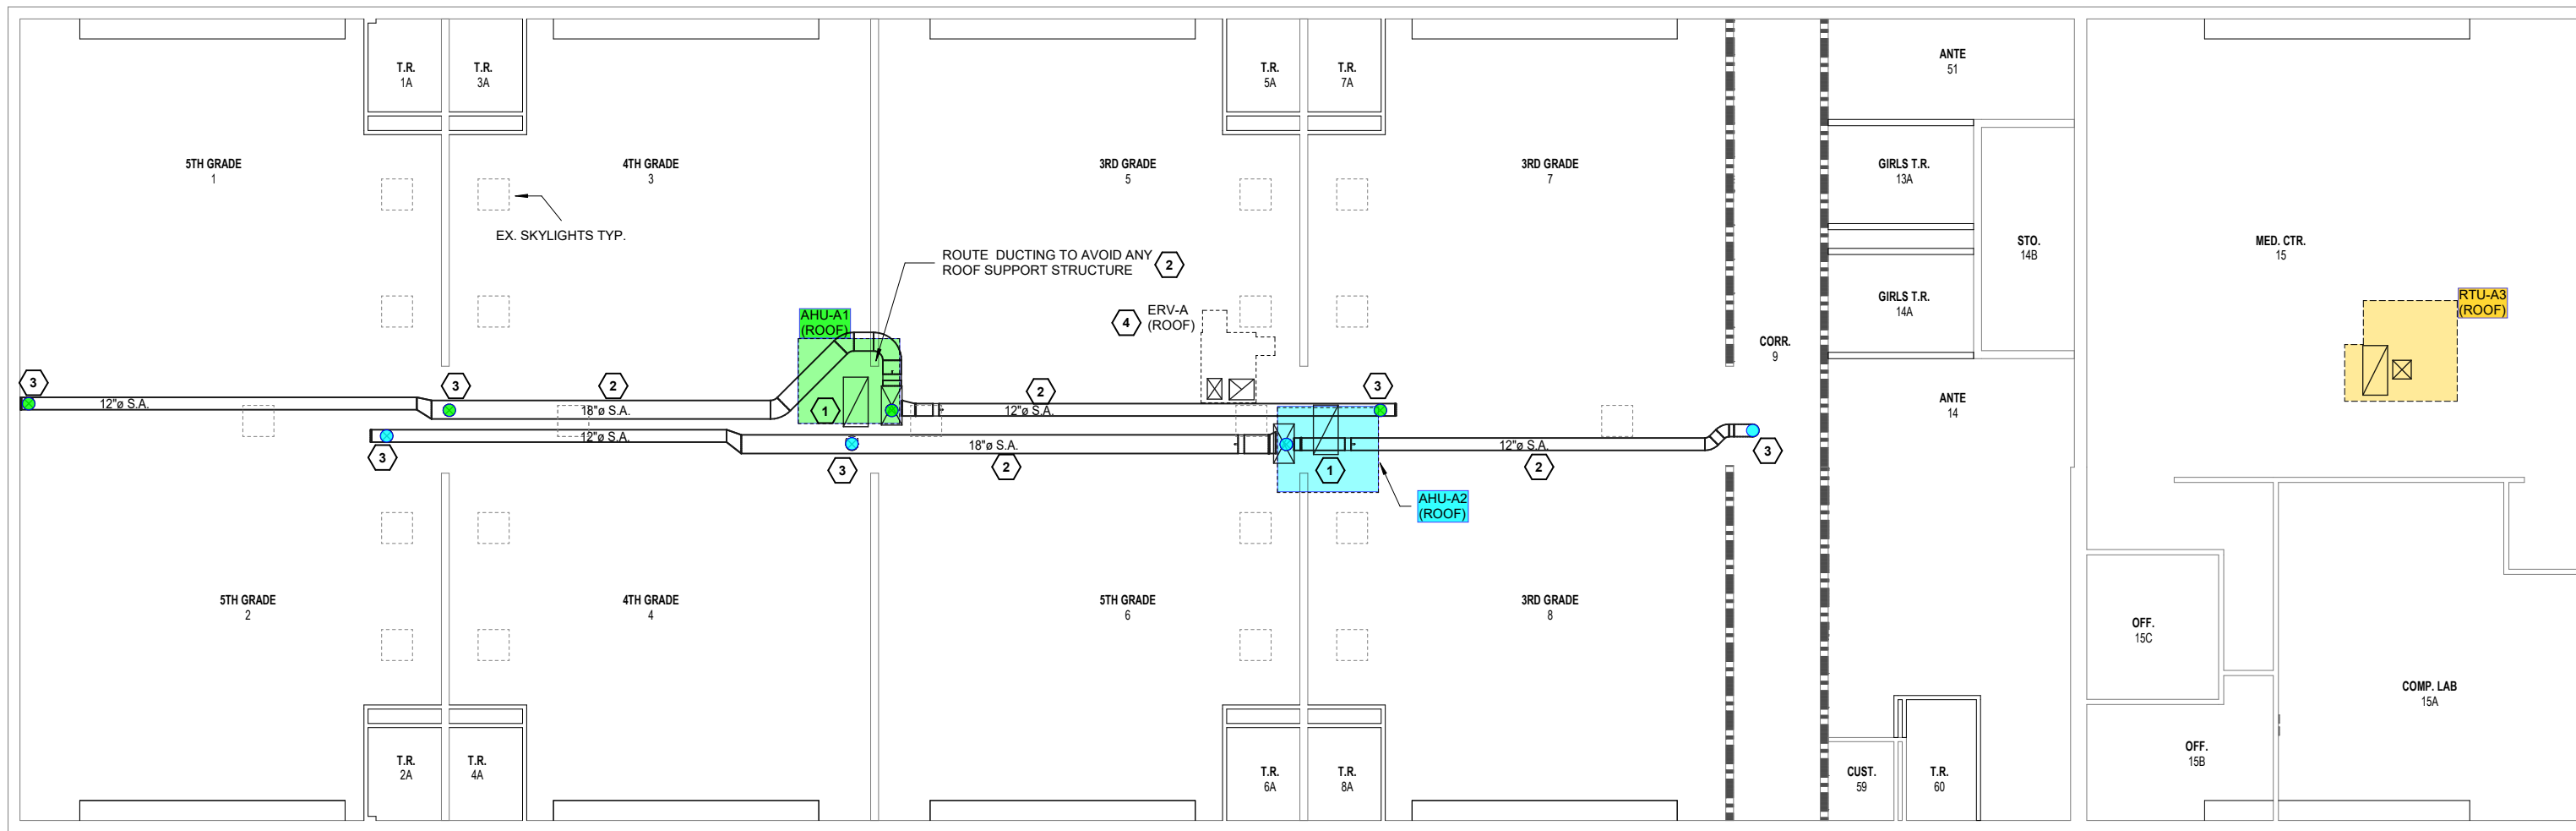 T.R.
1A
T.R.
3A
T.R.
5A
T.R.
7A
ANTE
51
5TH GRADE
1
4TH GRADE
3
3RD GRADE
5
3RD GRADE
7
GIRLS T.R.
13A
STO.
14B
MED. CTR.
15
EX. SKYLIGHTS TYP.
ROUTE DUCTING TO AVOID ANY
ROOF SUPPORT STRUCTURE
2
GIRLS T.R.
14A
RTU-A3
(ROOF)
AHU-A1
(ROOF)
4
ERV-A
(ROOF)
CORR.
9
3
3
2
2
3
12"ø S.A.
18"ø S.A.
1
12"ø S.A.
ANTE
14
12"ø S.A.
18"ø S.A.
12"ø S.A.
3
3
2
1
2
3
AHU-A2
(ROOF)
5TH GRADE
2
4TH GRADE
4
5TH GRADE
6
3RD GRADE
8
OFF.
15C
COMP. LAB
15A
OFF.
15B
T.R.
2A
T.R.
4A
T.R.
6A
T.R.
8A
CUST.
59
T.R.
60